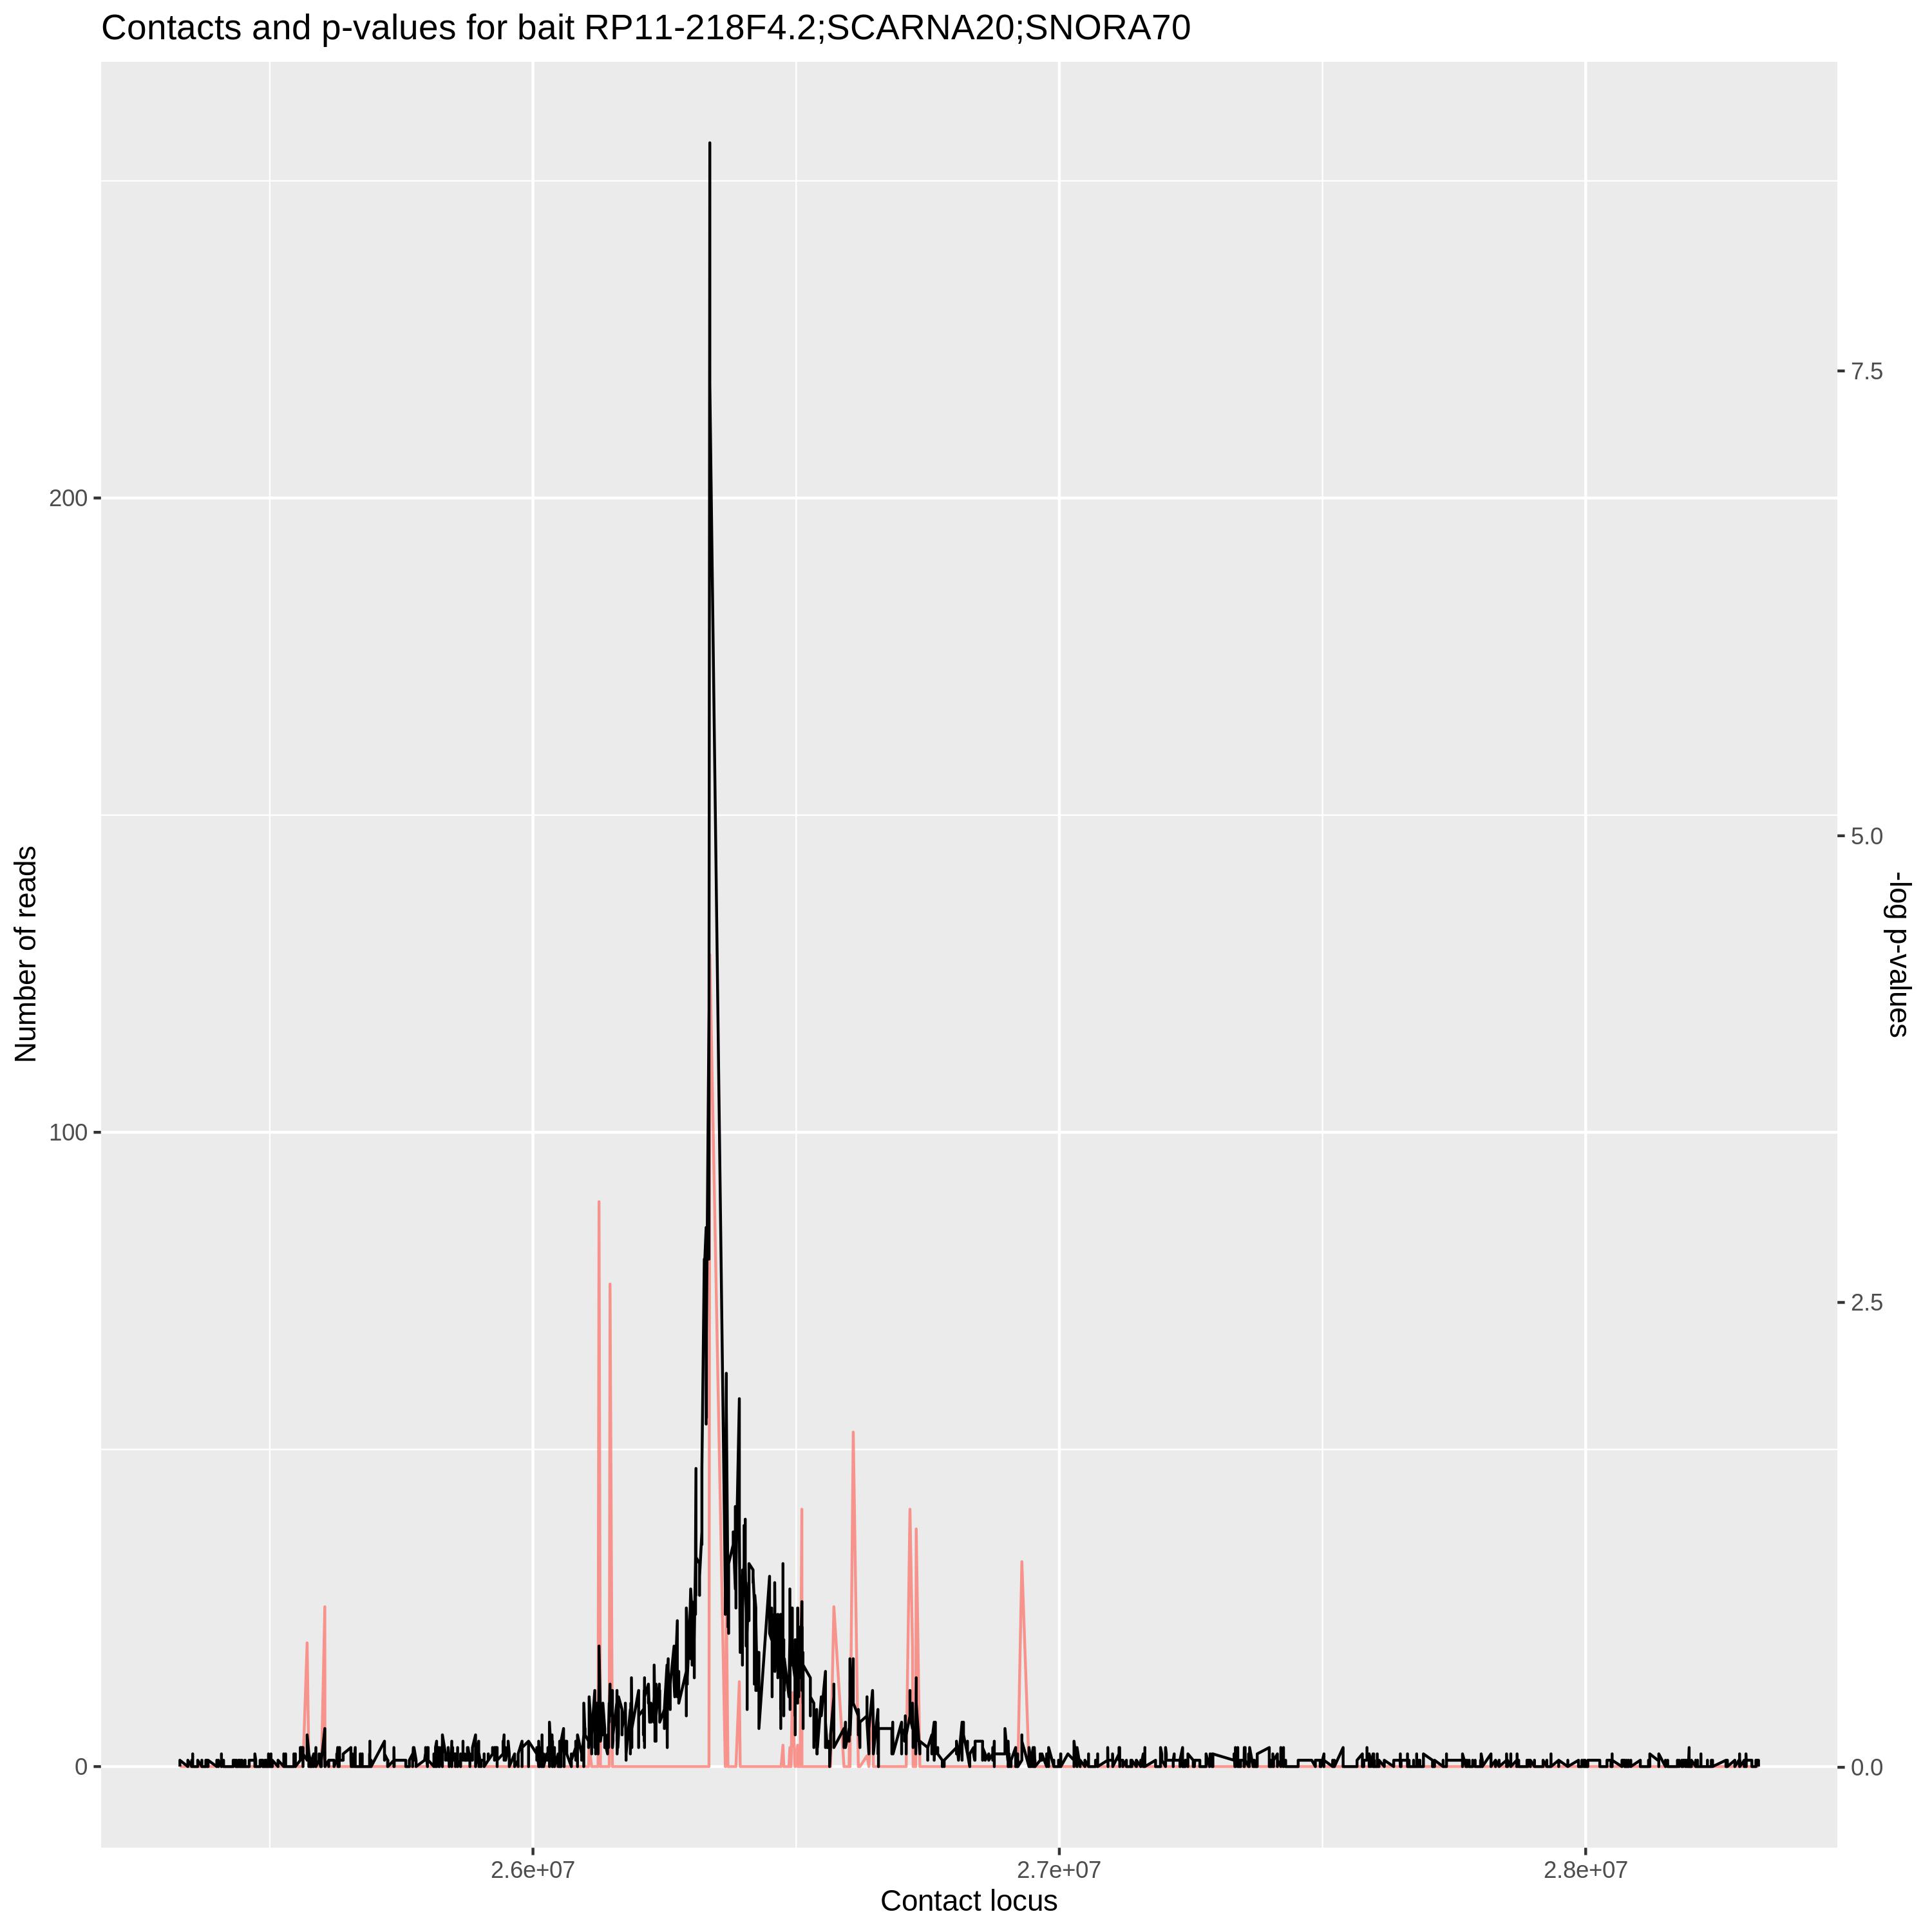 Contacts and p-values for bait RP11-218F4.2;SCARNA20;SNORA70
Number of reads
200
100
0
7.5
5.0
2.5
0.0
-log p-values
2.6e+07
2.7e+07
2.8e+07
Contact locus